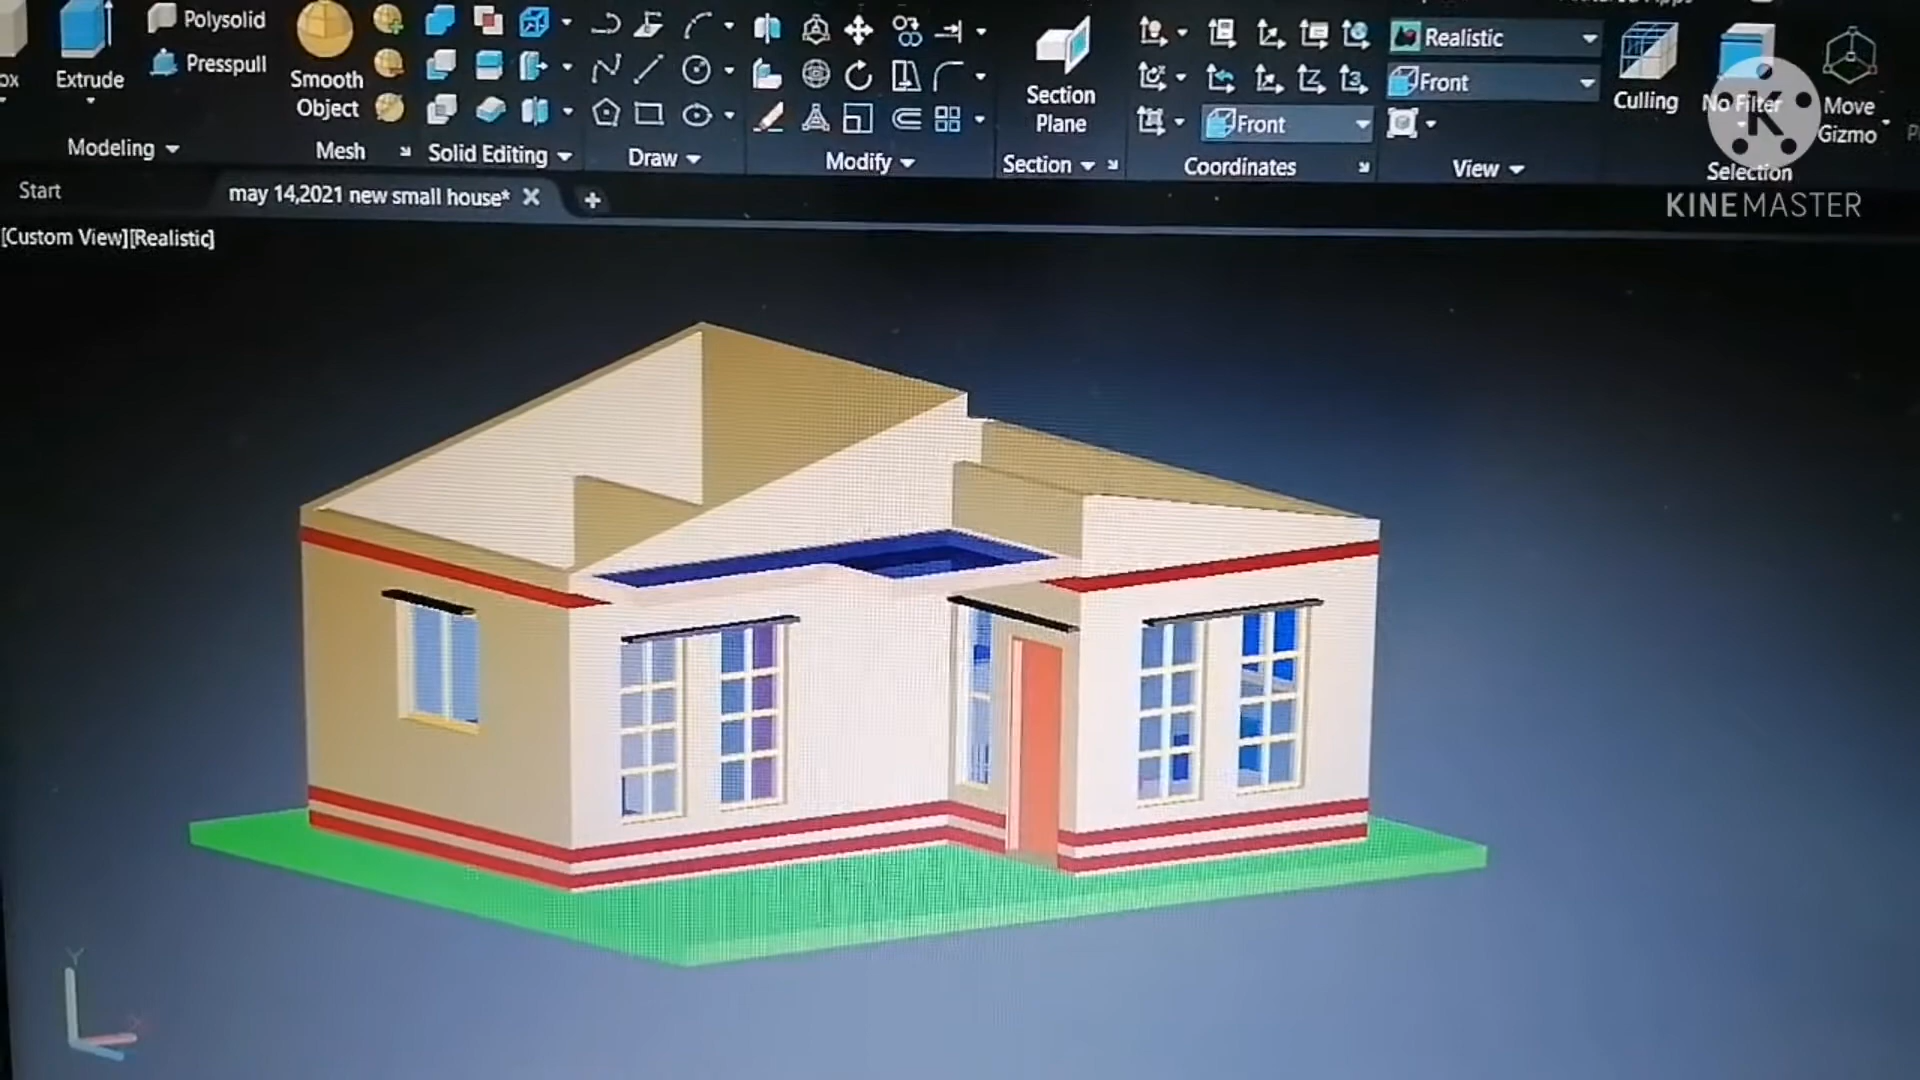 Polysolid
Extrude
Presspull
Smooth
Object
Section
Plane
Realistic
Front
Front
Culling
No Filter
Move
Gizmo
Modeling
Mesh
Solid Editing
Draw
Modify
Section
Coordinates
View
Selection
K
KINEMASTER
Start
may 14,2021 new small house*
[Custom View][Realistic]
Y
X